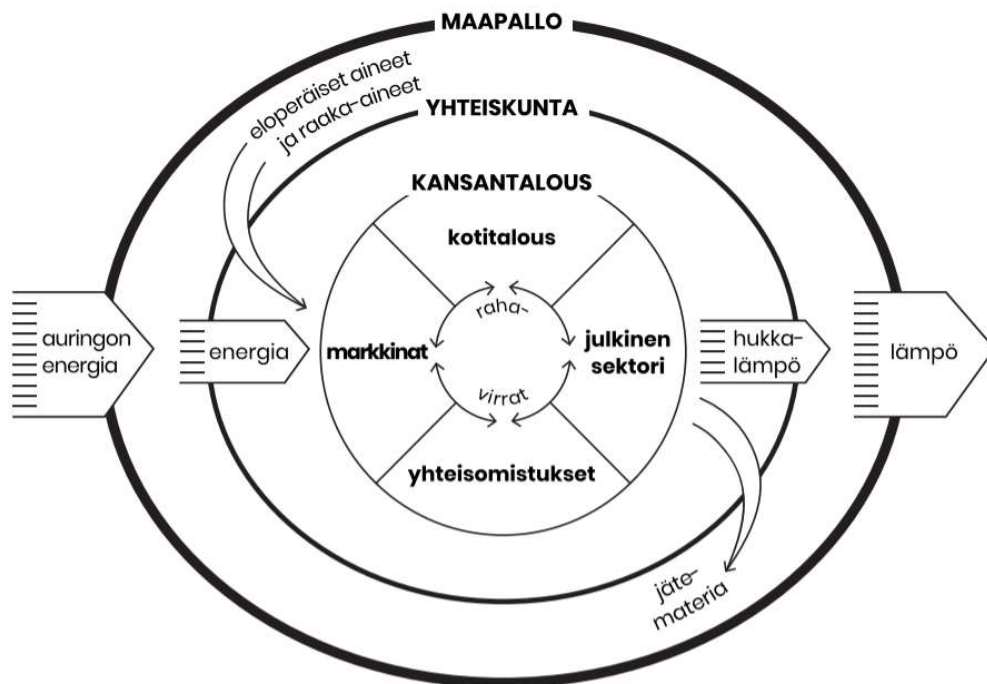 MAAPALLO
eloperäiset aineet
ja raaka-aineet
YHTEISKUNTA
KANSANTALOUS
kotitalous
raha-
auringon
energia
energia
markkinat
julkinen
sektori
hukka-
lämpö
lämpö
virrat
yhteisomistukset
jäte-
materia